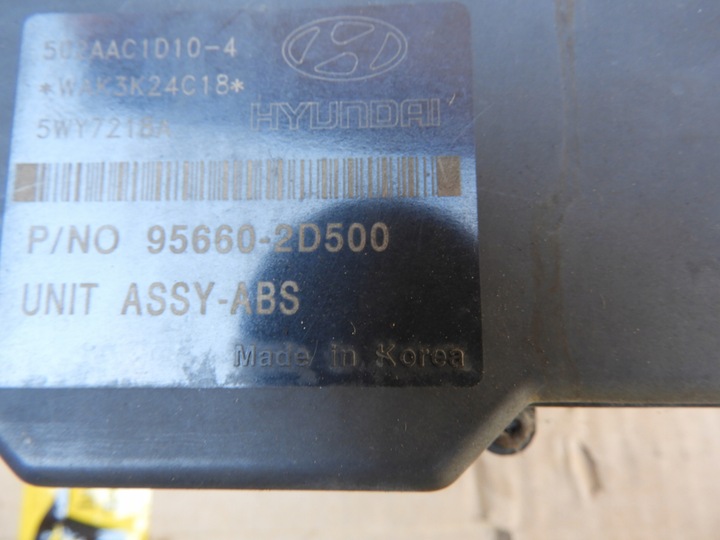 502AAC1D10-4
*WAK3K24C18*
5WY7218A
HYUNDAI
P/NO 95660-2D500
UNIT ASSY-ABS
Made in Korea